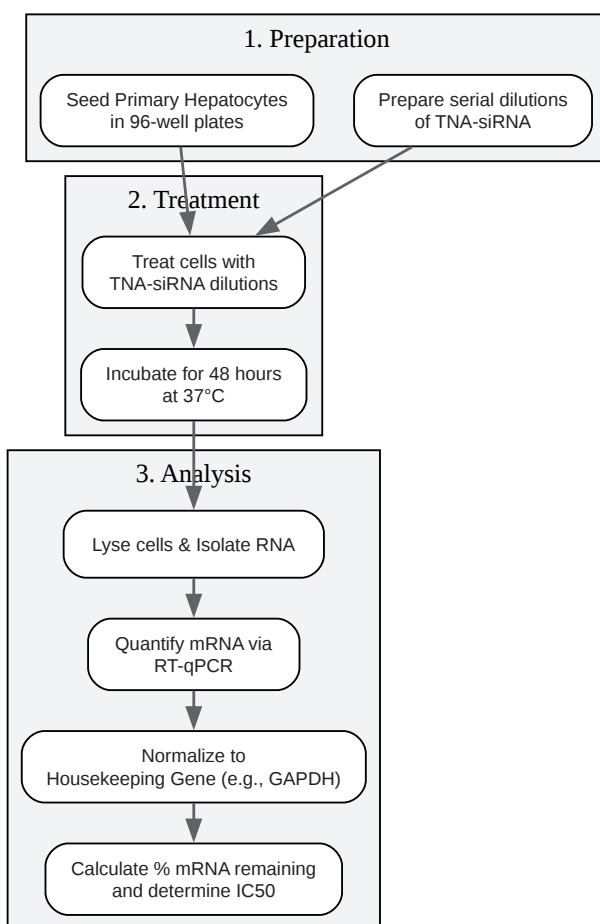 1. Preparation
Seed Primary Hepatocytes
in 96-well plates
Prepare serial dilutions
of TNA-siRNA
2. Treatment
Treat cells with
TNA-siRNA dilutions
Incubate for 48 hours
at 37°C
3. Analysis
Lyse cells & Isolate RNA
Quantify mRNA via
RT-qPCR
Normalize to
Housekeeping Gene (e.g., GAPDH)
Calculate % mRNA remaining
and determine IC50